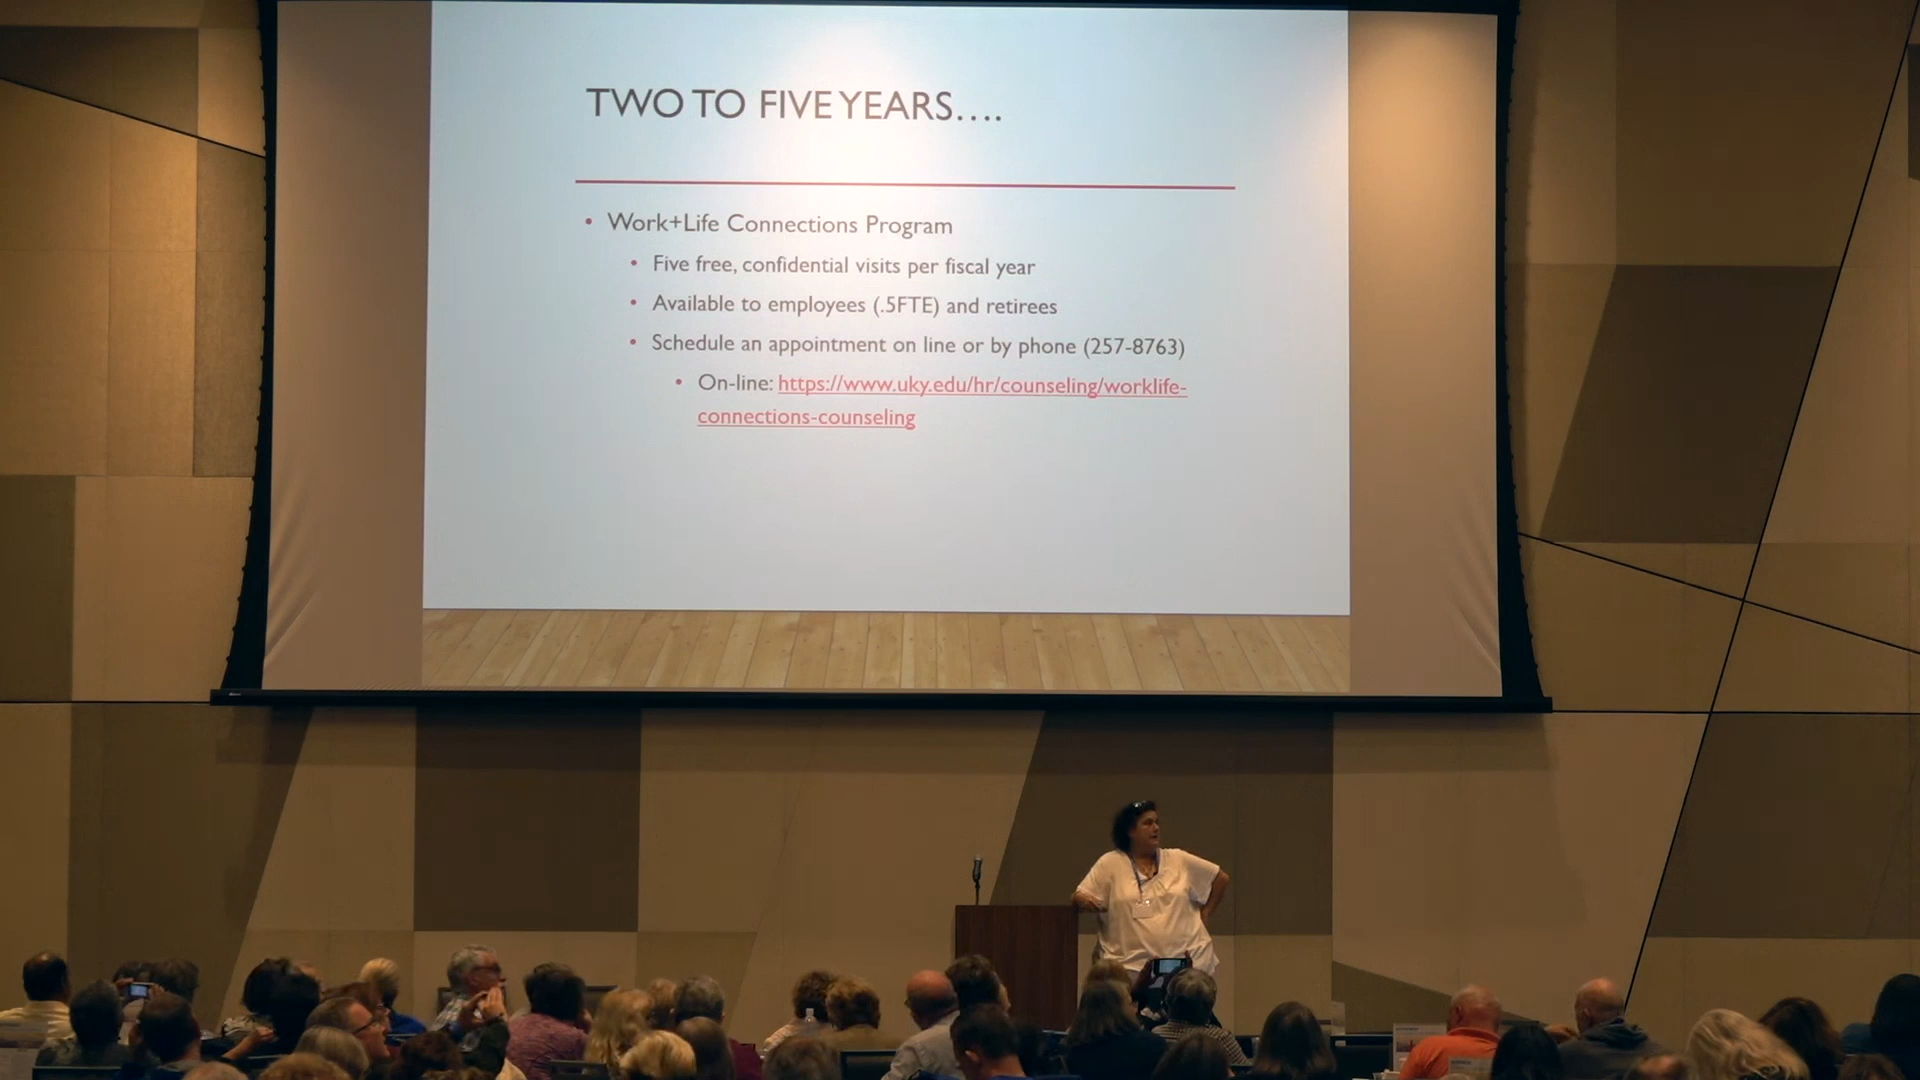 TWO TO FIVE YEARS....
• Work+Life Connections Program
• Five free, confidential visits per fiscal year
• Available to employees (.5FTE) and retirees
• Schedule an appointment on line or by phone (257-8763)
• On-line: https://www.uky.edu/hr/counseling/worklife-
connections-counseling